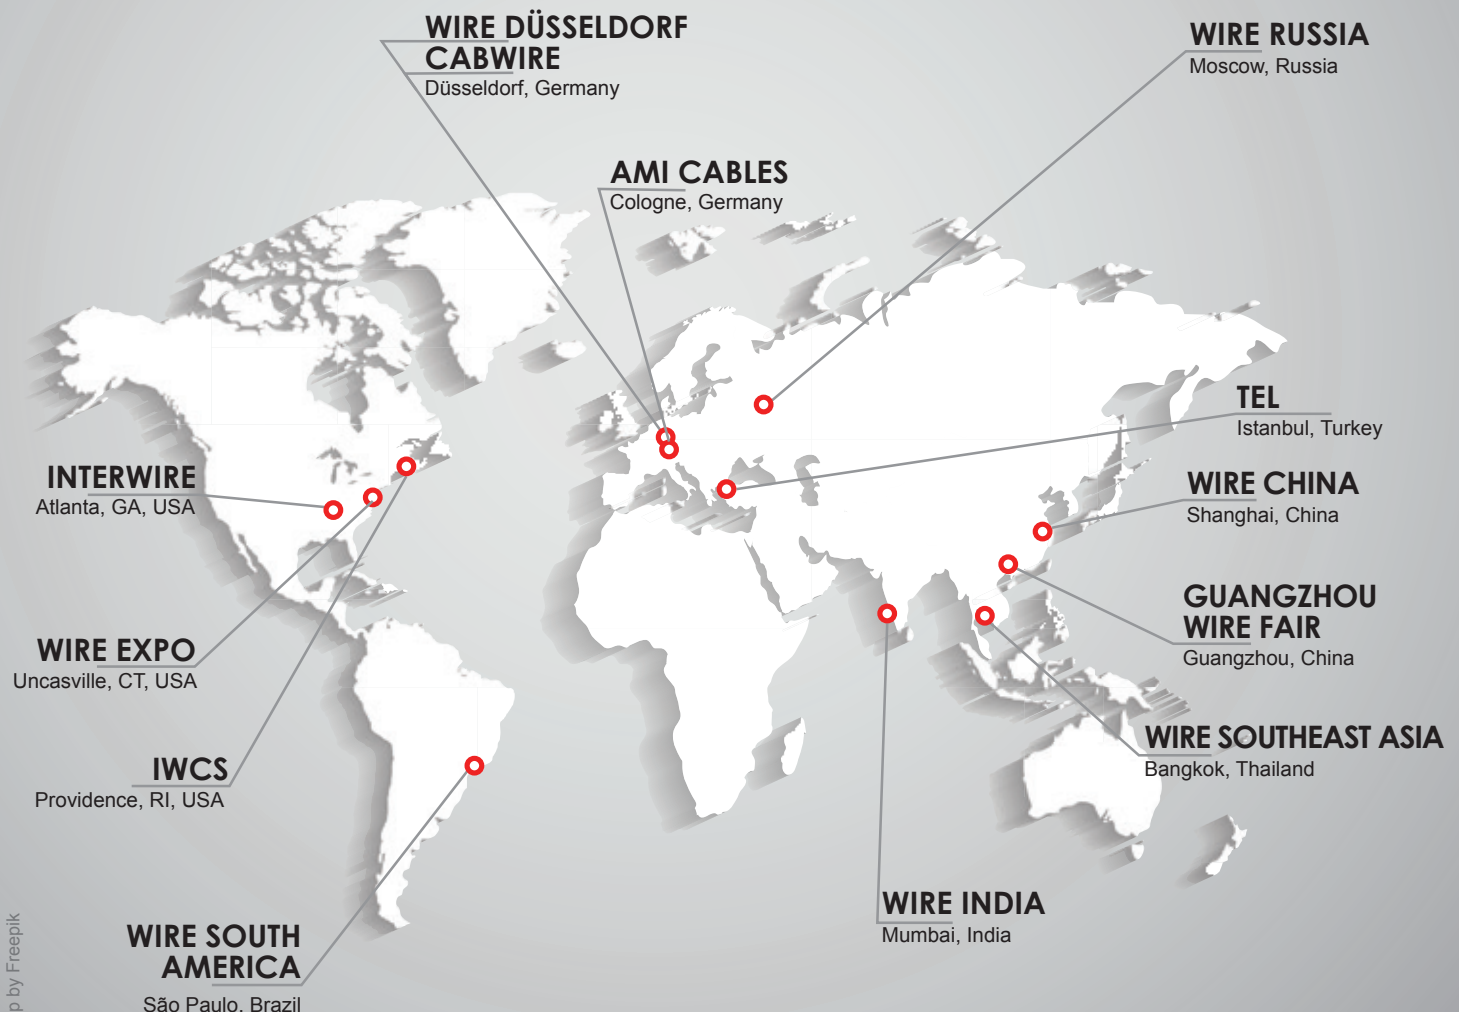 WIRE DÜSSELDORF
CABWIRE
Düsseldorf, Germany
WIRE RUSSIA
Moscow, Russia
AMI CABLES
Cologne, Germany
TEL
Istanbul, Turkey
INTERWIRE
Atlanta, GA, USA
WIRE CHINA
Shanghai, China
GUANGZHOU
WIRE FAIR
Guangzhou, China
WIRE EXPO
Uncasville, CT, USA
WIRE SOUTHEAST ASIA
Bangkok, Thailand
IWCS
Providence, RI, USA
WIRE INDIA
Mumbai, India
WIRE SOUTH
AMERICA
São Paulo, Brazil
p by Freepik